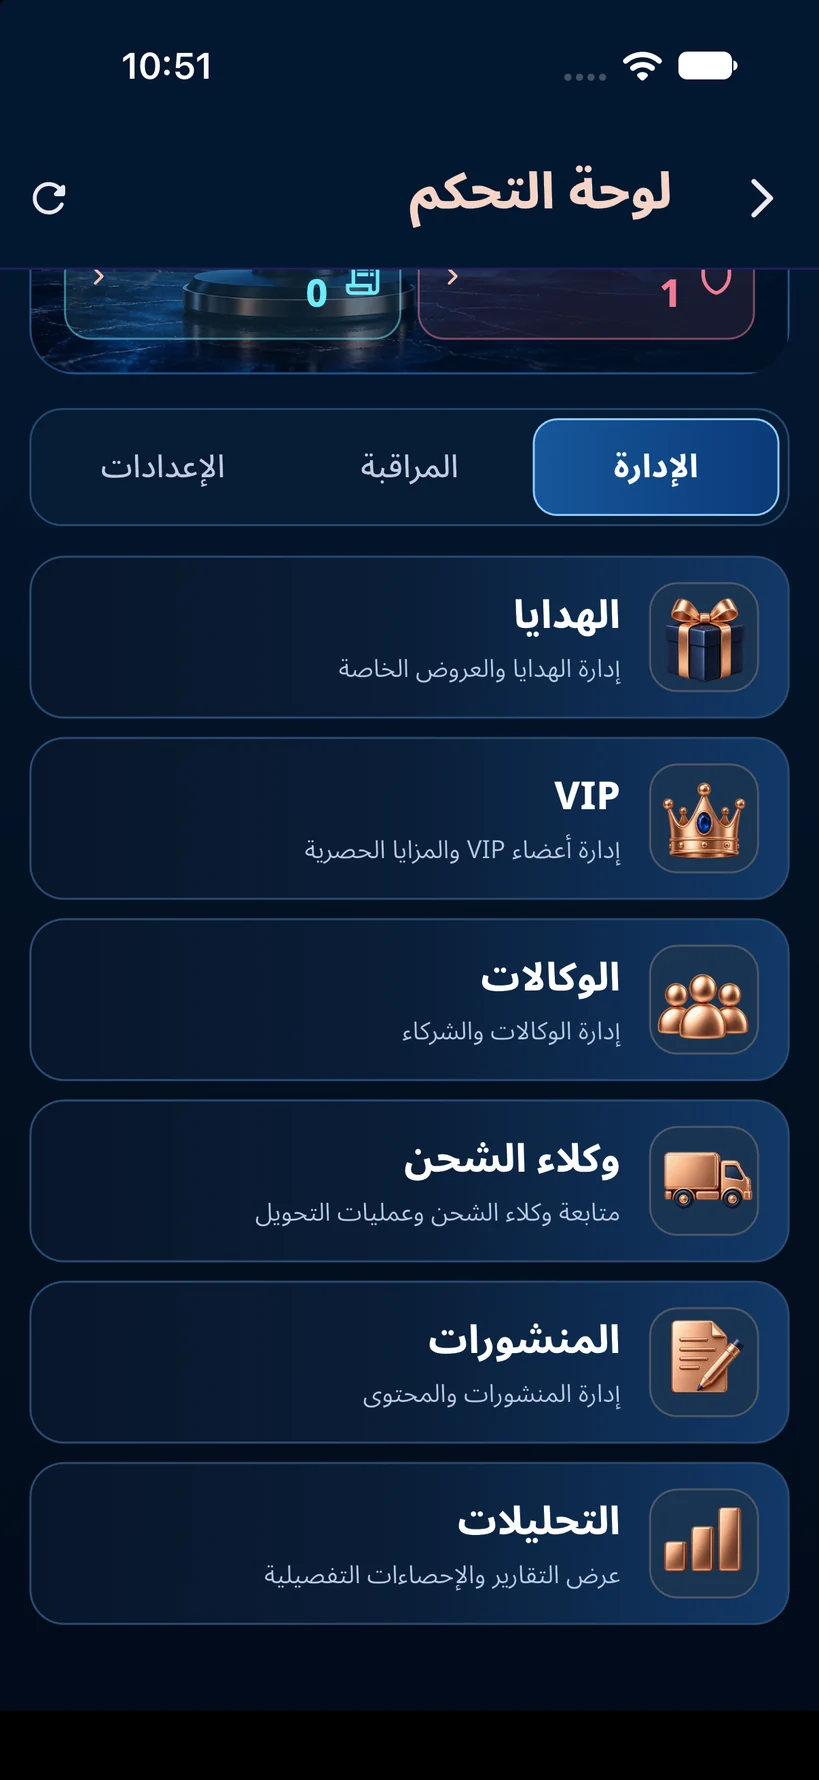 10:51
لوحة التحكم
1
0
الإدارة
المراقبة
الإعدادات
الهدايا
إدارة الهدايا والعروض الخاصة
VIP
إدارة أعضاء VIP والمزايا الحصرية
الوكالات
إدارة الوكالات والشركاء
وكلاء الشحن
متابعة وكلاء الشحن وعمليات التحويل
المنشورات
إدارة المنشورات والمحتوى
التحليلات
عرض التقارير والإحصاءات التفصيلية